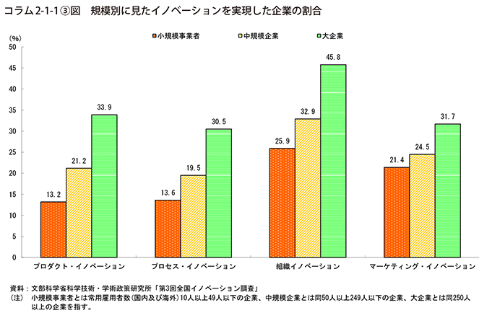 コラム2-1-1③図　規模別に見たイノベーションを実現した企業の割合
小規模事業者　中規模企業　大企業
(%)
50
45
40
35
30
25
20
15
10
5
0
13.2　21.2　33.9　13.6　19.5　30.5　25.9　32.9　45.8　21.4　24.5　31.7
プロダクト・イノベーション　プロセス・イノベーション　組織イノベーション　マーケティング・イノベーション
資料：文部科学省科学技術・学術政策研究所「第3回全国イノベーション調査」
（注）　小規模事業者とは常用雇用者数（国内及び海外）10人以上49人以下の企業、中規模企業とは同50人以上249人以下の企業、大企業とは同250人
以上の企業を指す。